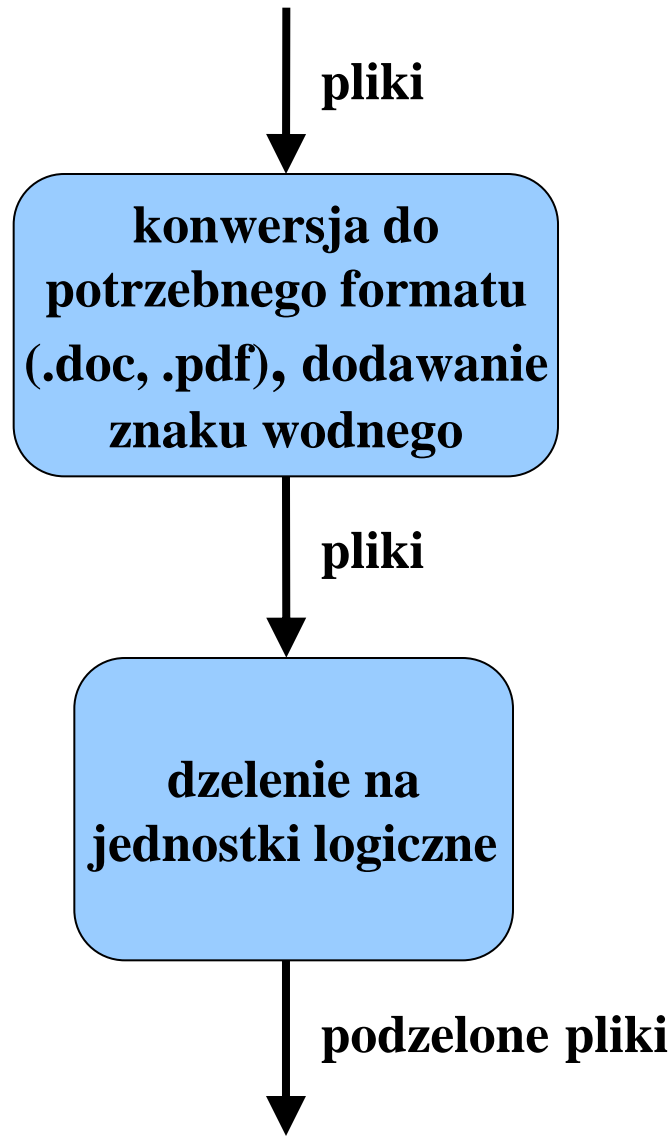 pliki
konwersja do
potrzebnego formatu
(.doc, .pdf), dodawanie
znaku wodnego
pliki
dzelenie na
jednostki logiczne
podzelone pliki